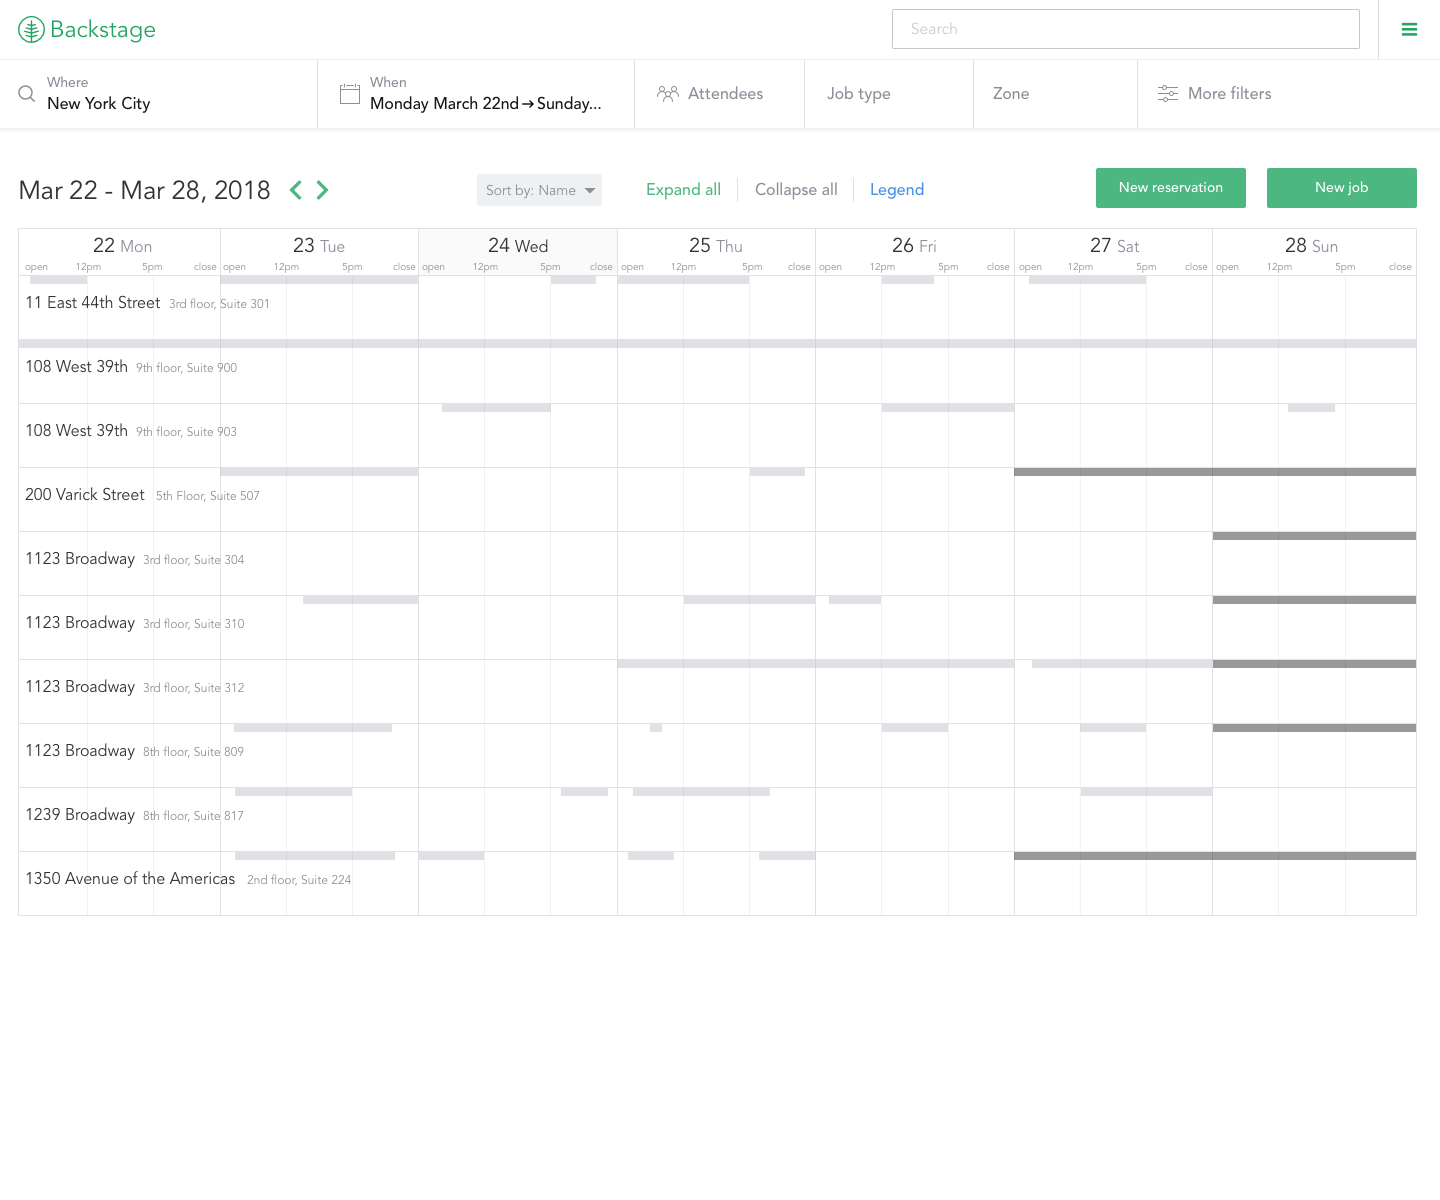 Backstage
Search
Where
New York City
When
Monday March 22nd→Sunday...
Attendees
Job type
Zone
More filters
Mar 22 - Mar 28, 2018
Sort by: Name
Expand all
Collapse all
Legend
New reservation
New job
22 Mon
23 Tue
24 Wed
25 Thu
26 Fri
27 Sat
28 Sun
open 12pm 5pm close
open 12pm 5pm close
open 12pm 5pm close
open 12pm 5pm close
open 12pm 5pm close
open 12pm 5pm close
open 12pm 5pm close
11 East 44th Street 3rd floor, Suite 301
108 West 39th 9th floor, Suite 900
108 West 39th 9th floor, Suite 903
200 Varick Street 5th Floor, Suite 507
1123 Broadway 3rd floor, Suite 304
1123 Broadway 3rd floor, Suite 310
1123 Broadway 3rd floor, Suite 312
1123 Broadway 8th floor, Suite 809
1239 Broadway 8th floor, Suite 817
1350 Avenue of the Americas 2nd floor, Suite 224